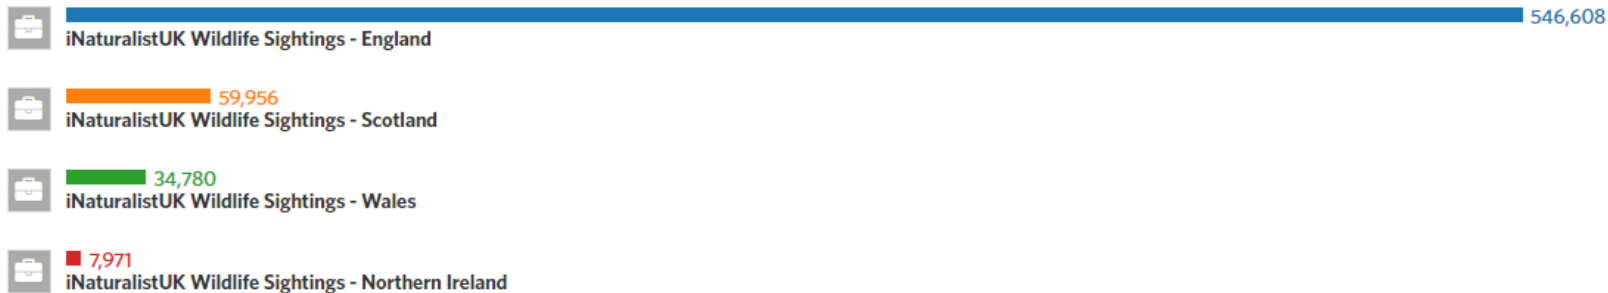 546,608
iNaturalistUK Wildlife Sightings - England
59,956
iNaturalistUK Wildlife Sightings - Scotland
34,780
iNaturalistUK Wildlife Sightings - Wales
7,971
iNaturalistUK Wildlife Sightings - Northern Ireland